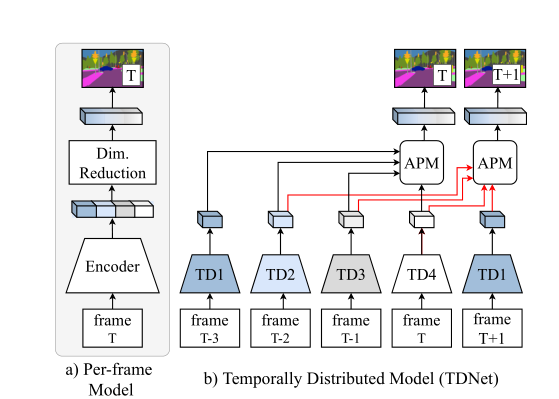 T
T
T+1
Dim.
Reduction
APM
APM
Encoder
TD1
TD2
TD3
TD4
TD1
frame
T
frame
T-3
frame
T-2
frame
T-1
frame
T
frame
T+1
a) Per-frame
Model
b) Temporally Distributed Model (TDNet)